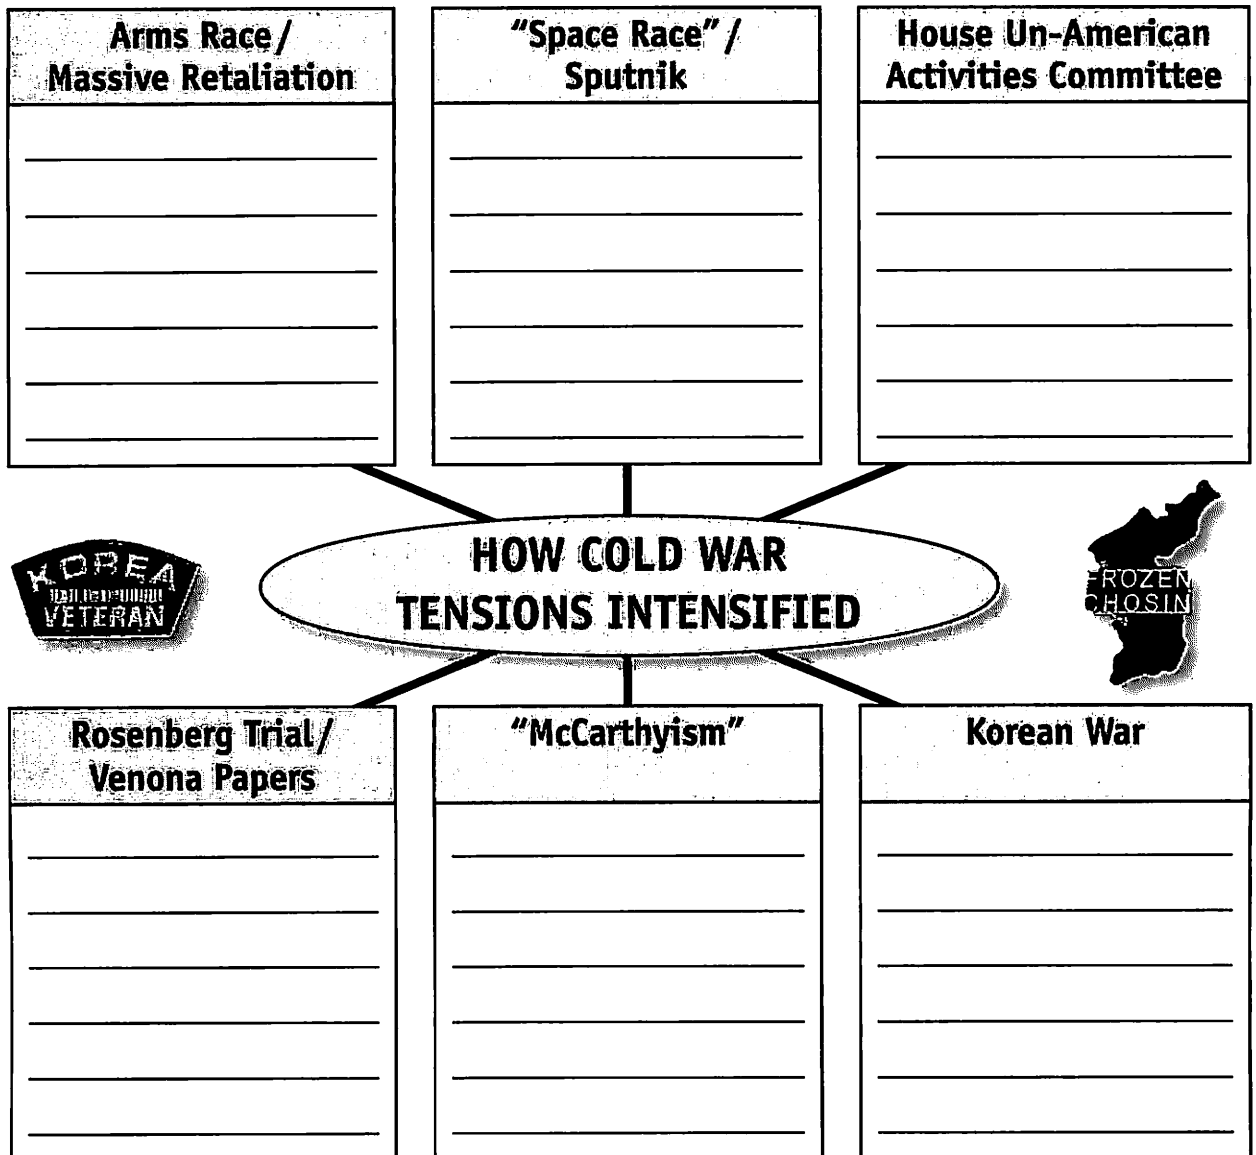 Arms Race/
Massive Retaliation
"Space Race"/
Sputnik
House Un-American
Activities Committee
HOW COLD WAR
TENSIONS INTENSIFIED
KOREA
VETERAN
FROZEN
CHOSIN
Rosenberg Trial/
Venona Papers
"McCarthyism"
Korean War